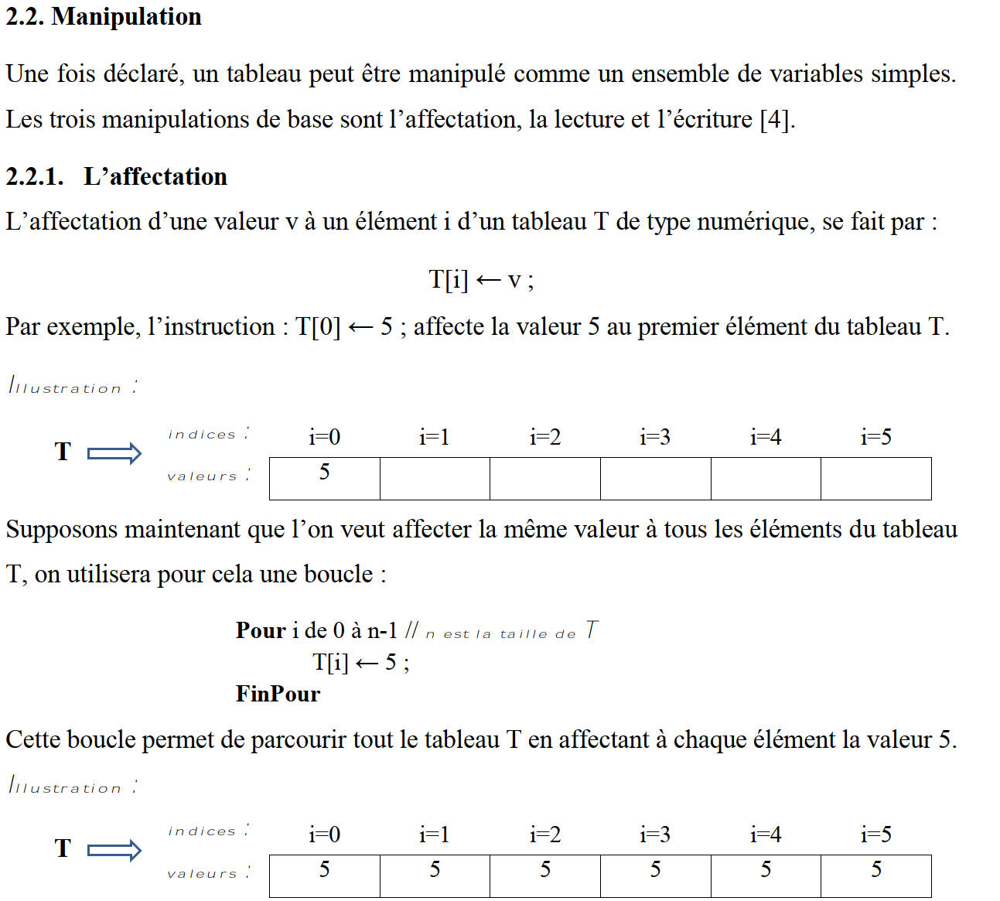 2.2. Manipulation
Une fois déclaré, un tableau peut être manipulé comme un ensemble de variables simples.
Les trois manipulations de base sont l’affectation, la lecture et l’écriture [4].
2.2.1. L’affectation
L’affectation d’une valeur v à un élément i d’un tableau T de type numérique, se fait par :
T[i] ← v ;
Par exemple, l’instruction : T[0] ← 5 ; affecte la valeur 5 au premier élément du tableau T.
Illustration :
indices : i=0 i=1 i=2 i=3 i=4 i=5
T
valeurs : 5
Supposons maintenant que l’on veut affecter la même valeur à tous les éléments du tableau
T, on utilisera pour cela une boucle :
Pour i de 0 à n-1 // n est la taille de T
T[i] ← 5 ;
FinPour
Cette boucle permet de parcourir tout le tableau T en affectant à chaque élément la valeur 5.
Illustration :
indices : i=0 i=1 i=2 i=3 i=4 i=5
T
valeurs : 5 5 5 5 5 5